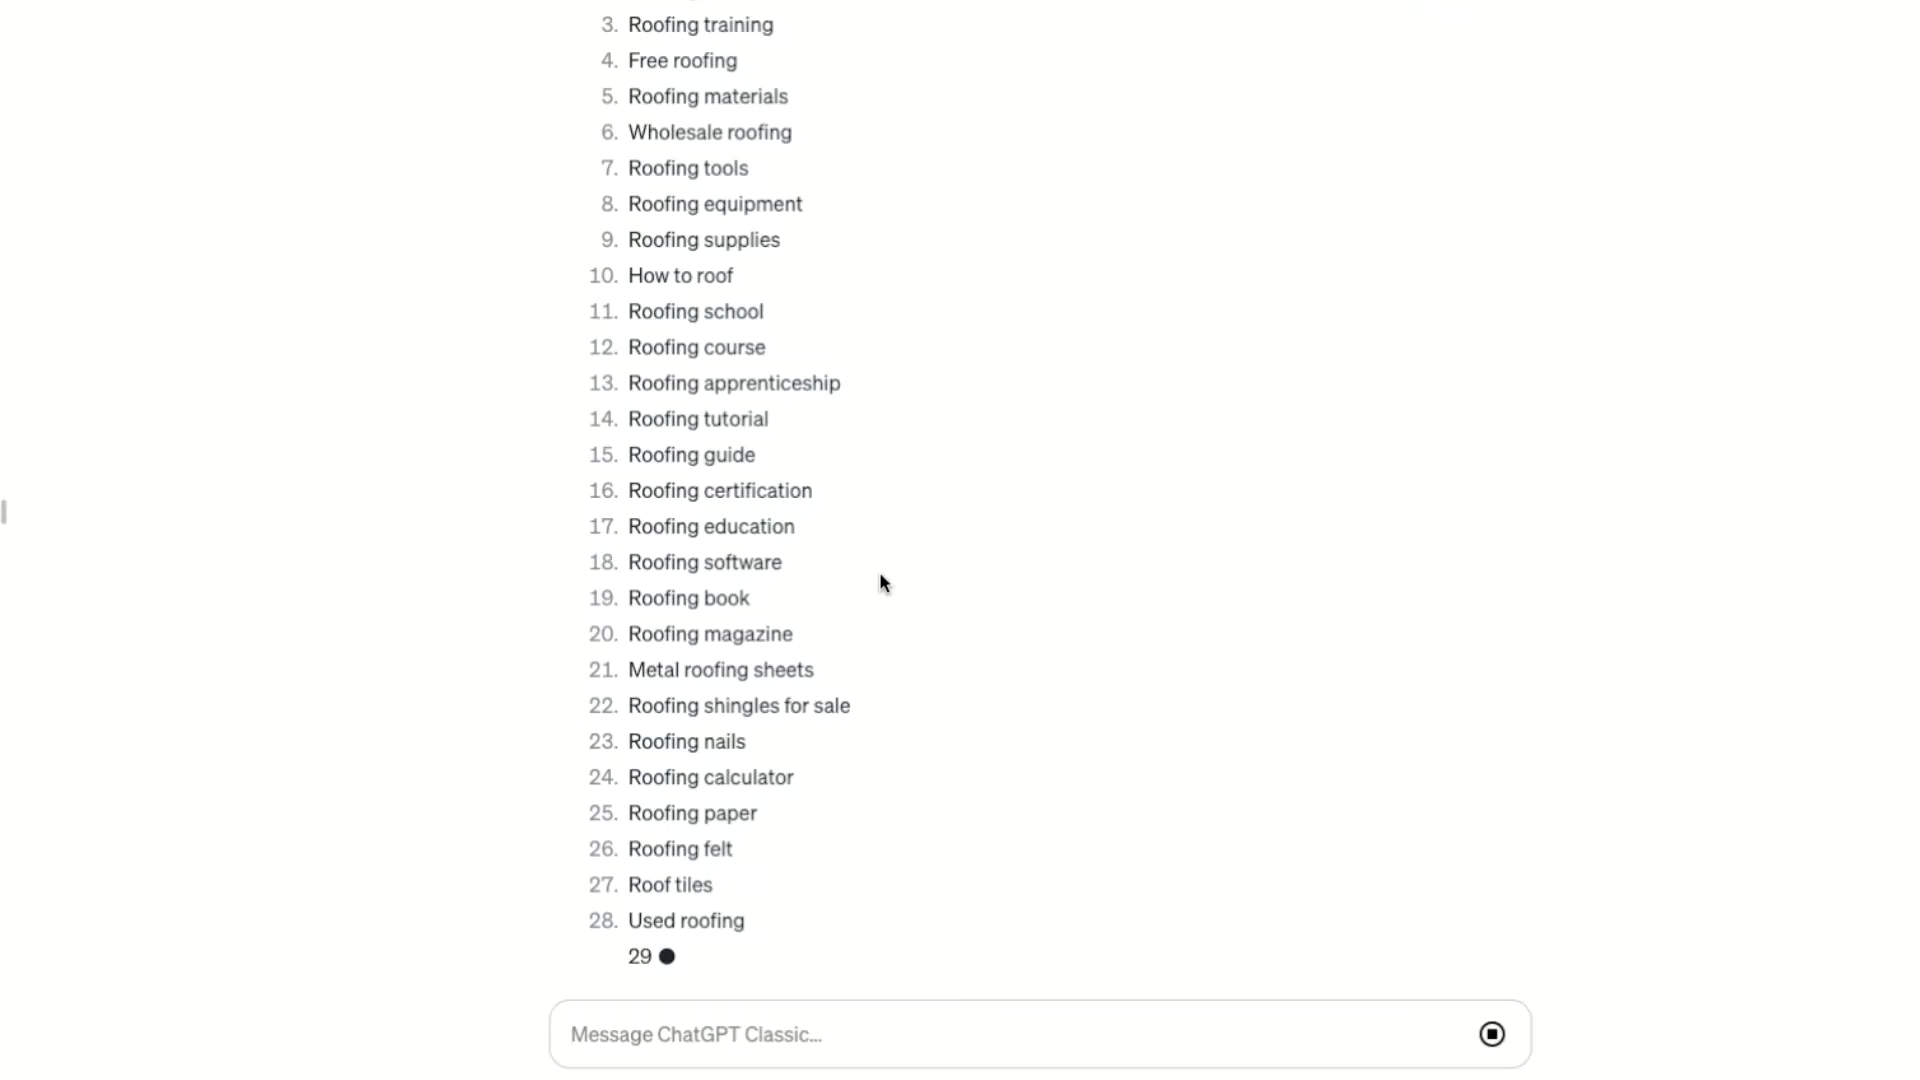 3. Roofing training
4. Free roofing
5. Roofing materials
6. Wholesale roofing
7. Roofing tools
8. Roofing equipment
9. Roofing supplies
10. How to roof
11. Roofing school
12. Roofing course
13. Roofing apprenticeship
14. Roofing tutorial
15. Roofing guide
16. Roofing certification
17. Roofing education
18. Roofing software
19. Roofing book
20. Roofing magazine
21. Metal roofing sheets
22. Roofing shingles for sale
23. Roofing nails
24. Roofing calculator
25. Roofing paper
26. Roofing felt
27. Roof tiles
28. Used roofing
29
Message ChatGPT Classic...